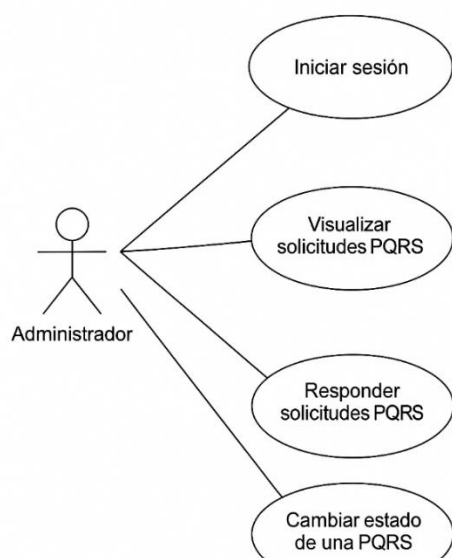 Iniciar sesión
Visualizar
solicitudes PQRS
Administrador
Responder
solicitudes PQRS
Cambiar estado
de una PQRS